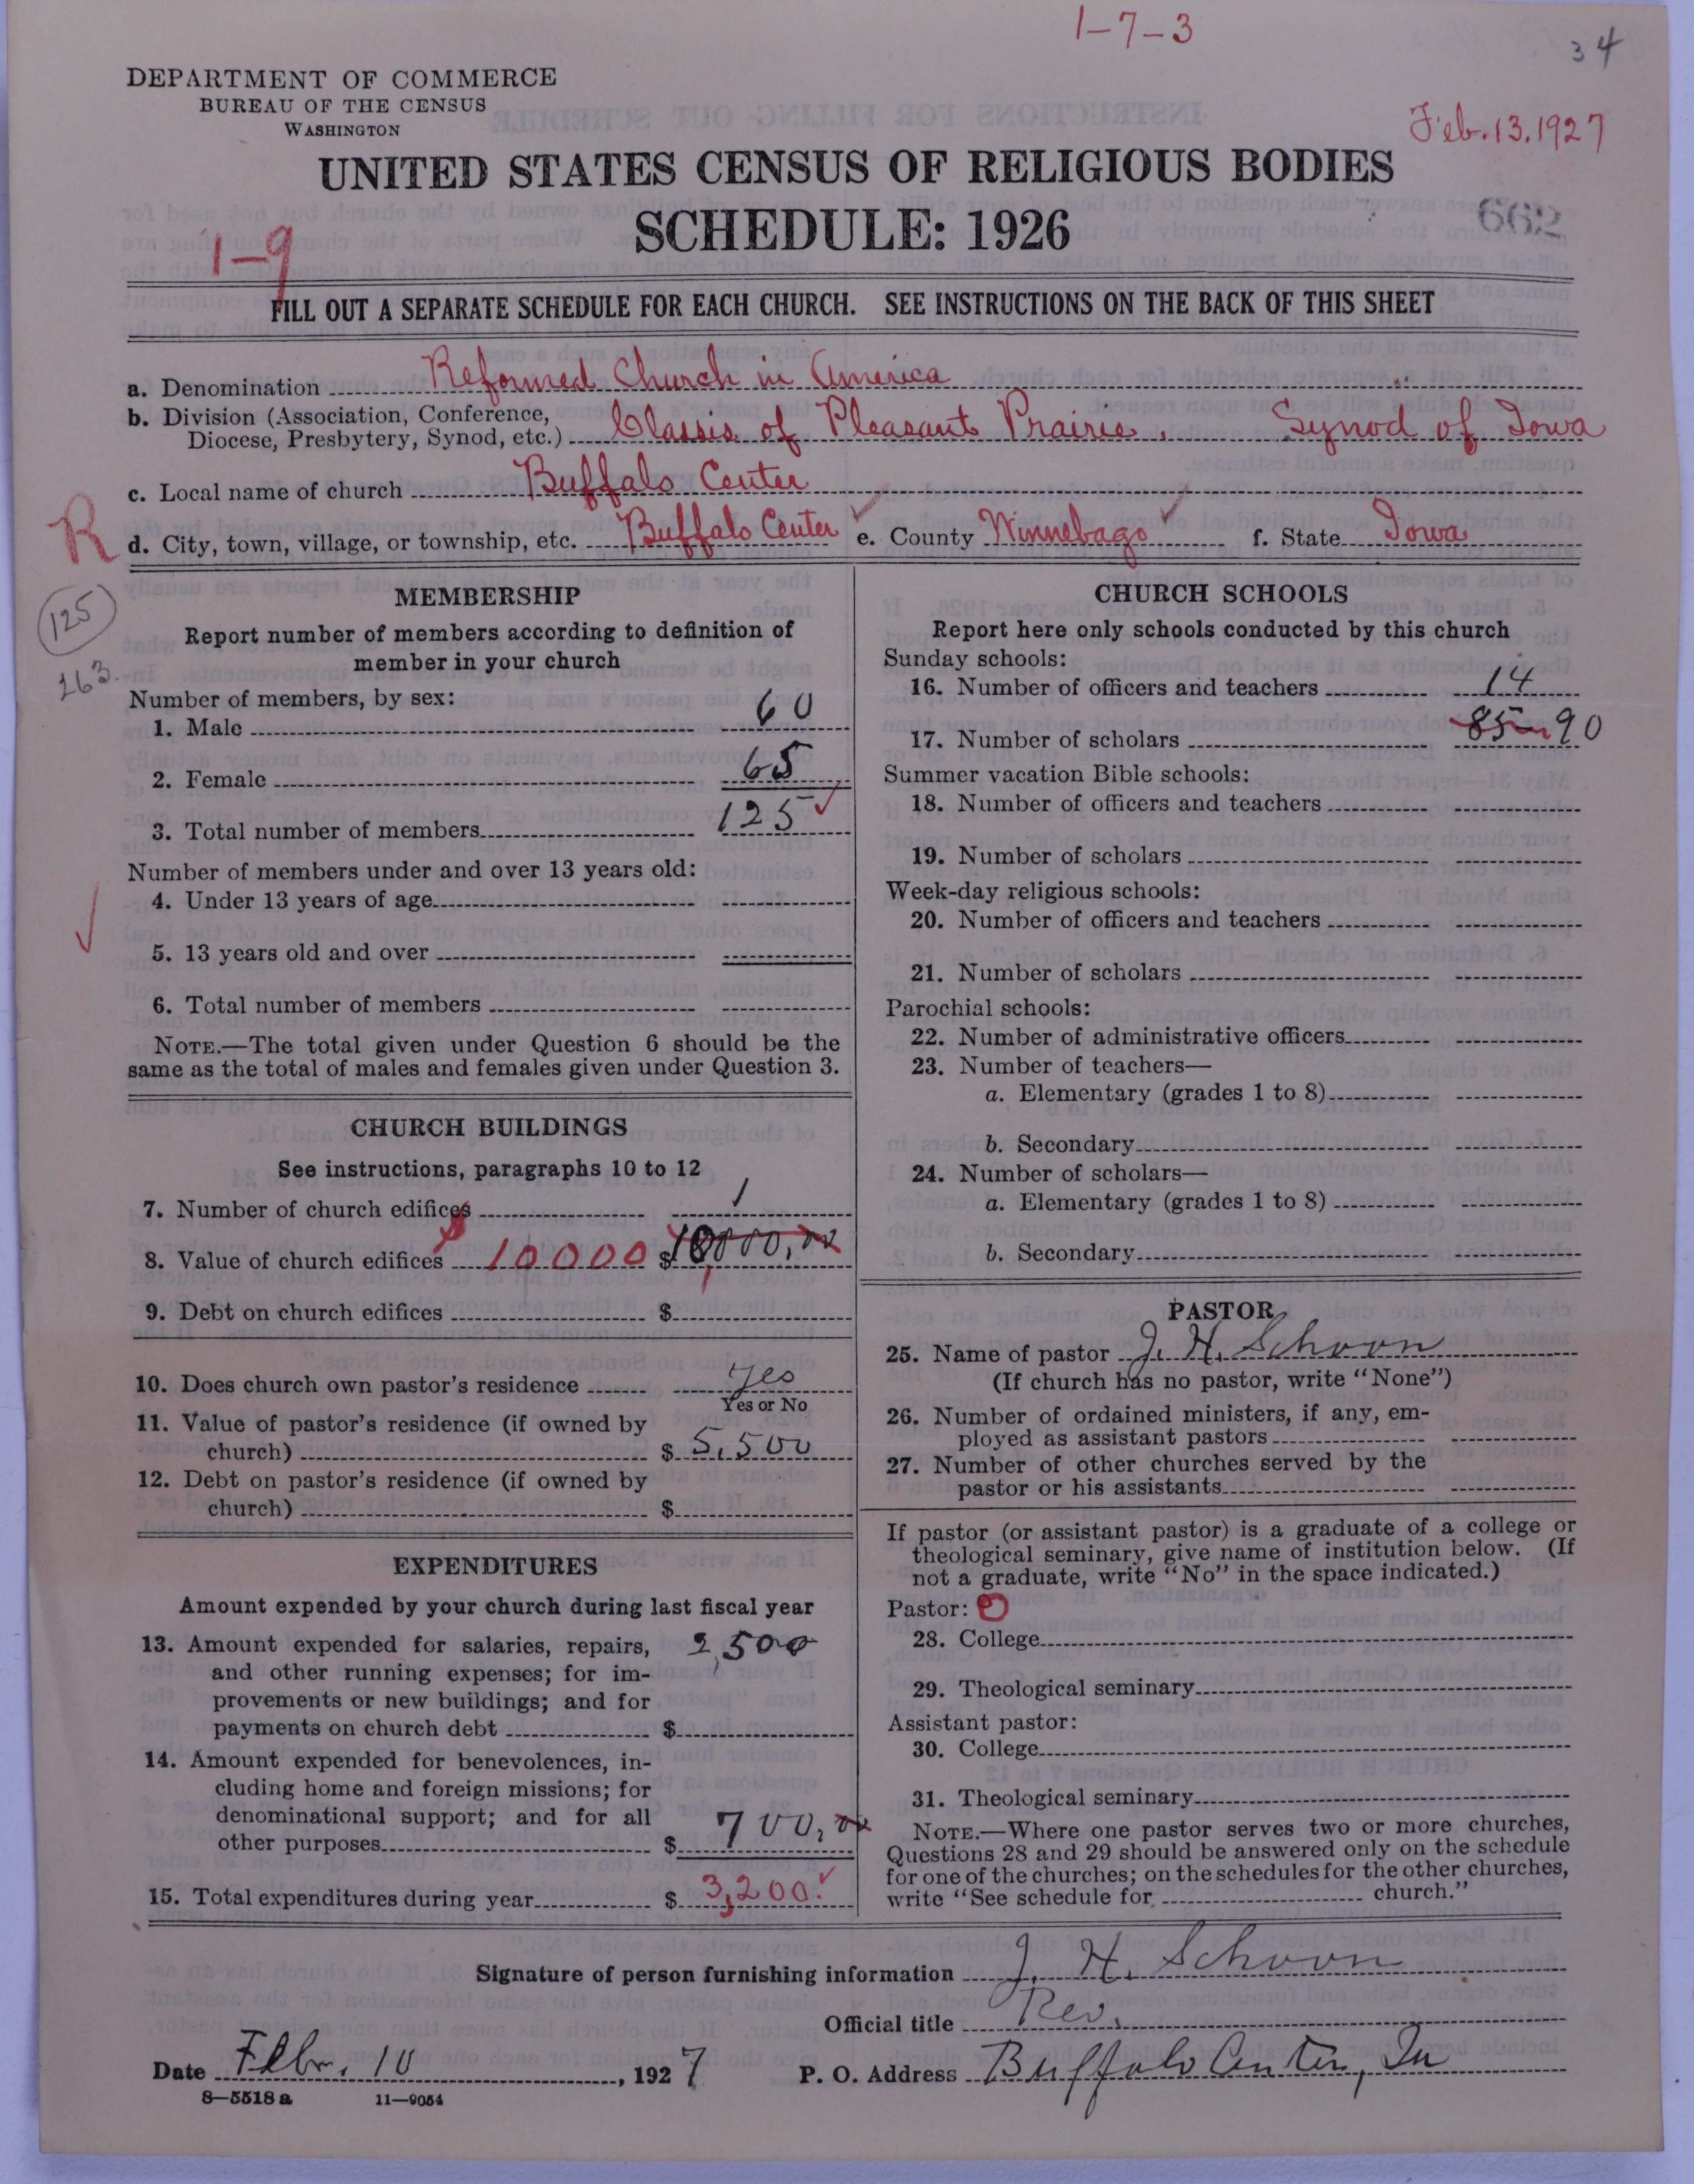 1-7-3
34
DEPARTMENT OF COMMERCE
BUREAU OF THE CENSUS
WASHINGTON
Feb. 13. 1927
UNITED STATES CENSUS OF RELIGIOUS BODIES
SCHEDULE: 1926
662
1-9
FILL OUT A SEPARATE SCHEDULE FOR EACH CHURCH. SEE INSTRUCTIONS ON THE BACK OF THIS SHEET
a. Denomination Reformed Church in America
b. Division (Association, Conference,
Diocese, Presbytery, Synod, etc.) Classis of Pleasant Prairie, Synod of Iowa
c. Local name of church Buffalo Center
R
d. City, town, village, or township, etc. Buffalo Center e. County Winnebago f. State Iowa
125
263
MEMBERSHIP
Report number of members according to definition of
member in your church
Number of members, by sex:
1. Male 60
2. Female 65
3. Total number of members 125 ✓
Number of members under and over 13 years old:
4. Under 13 years of age
5. 13 years old and over
6. Total number of members
NOTE.—The total given under Question 6 should be the
same as the total of males and females given under Question 3.
CHURCH BUILDINGS
See instructions, paragraphs 10 to 12
7. Number of church edifices 1
8. Value of church edifices $ 10000 $ 10000,00
9. Debt on church edifices $
10. Does church own pastor's residence yes
Yes or No
11. Value of pastor's residence (if owned by
church) $ 5,500
12. Debt on pastor's residence (if owned by
church) $
EXPENDITURES
Amount expended by your church during last fiscal year
13. Amount expended for salaries, repairs, 2,500
and other running expenses; for im-
provements or new buildings; and for
payments on church debt $
14. Amount expended for benevolences, in-
cluding home and foreign missions; for
denominational support; and for all
other purposes $ 700,00
15. Total expenditures during year $ 3,200. ✓
CHURCH SCHOOLS
Report here only schools conducted by this church
Sunday schools:
16. Number of officers and teachers 14
17. Number of scholars 85 90
Summer vacation Bible schools:
18. Number of officers and teachers
19. Number of scholars
Week-day religious schools:
20. Number of officers and teachers
21. Number of scholars
Parochial schools:
22. Number of administrative officers
23. Number of teachers—
a. Elementary (grades 1 to 8)
b. Secondary
24. Number of scholars—
a. Elementary (grades 1 to 8)
b. Secondary
PASTOR
25. Name of pastor J. H. Schoon
(If church has no pastor, write "None")
26. Number of ordained ministers, if any, em-
ployed as assistant pastors
27. Number of other churches served by the
pastor or his assistants
If pastor (or assistant pastor) is a graduate of a college or
theological seminary, give name of institution below. (If
not a graduate, write "No" in the space indicated.)
Pastor:
28. College
29. Theological seminary
Assistant pastor:
30. College
31. Theological seminary
NOTE.—Where one pastor serves two or more churches,
Questions 28 and 29 should be answered only on the schedule
for one of the churches; on the schedules for the other churches,
write "See schedule for church."
Signature of person furnishing information J. H. Schoon
Official title Rev.
Date Febr. 10, 1927 P. O. Address Buffalo Center, Ia
8—5518 a 11—9054